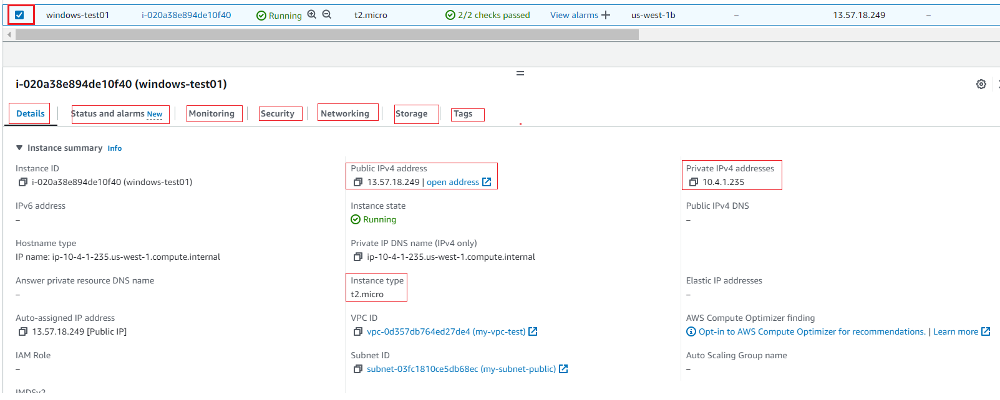 windows-test01 i-020a38e894de10f40 Running t2.micro 2/2 checks passed View alarms us-west-1b – 13.57.18.249 –
i-020a38e894de10f40 (windows-test01)
Details Status and alarms New Monitoring Security Networking Storage Tags
Instance summary Info
Instance ID
i-020a38e894de10f40 (windows-test01)
Public IPv4 address
13.57.18.249 | open address
Private IPv4 addresses
10.4.1.235
IPv6 address
–
Instance state
Running
Public IPv4 DNS
–
Hostname type
IP name: ip-10-4-1-235.us-west-1.compute.internal
Private IP DNS name (IPv4 only)
ip-10-4-1-235.us-west-1.compute.internal
Answer private resource DNS name
–
Instance type
t2.micro
Elastic IP addresses
–
Auto-assigned IP address
13.57.18.249 [Public IP]
VPC ID
vpc-0d357db764ed27de4 (my-vpc-test)
AWS Compute Optimizer finding
Opt-in to AWS Compute Optimizer for recommendations. | Learn more
IAM Role
–
Subnet ID
subnet-03fc1810ce5db68ec (my-subnet-public)
Auto Scaling Group name
–
IMDSv2